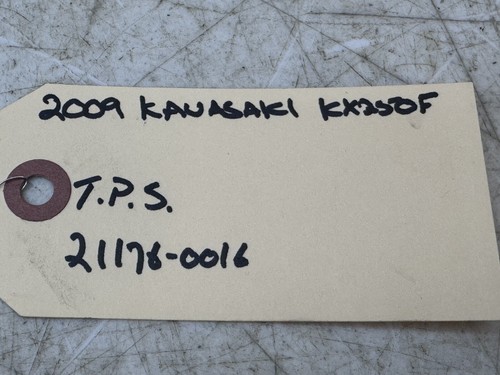 2009 KAWASAKI KX250F
T.P.S.
21176-0016